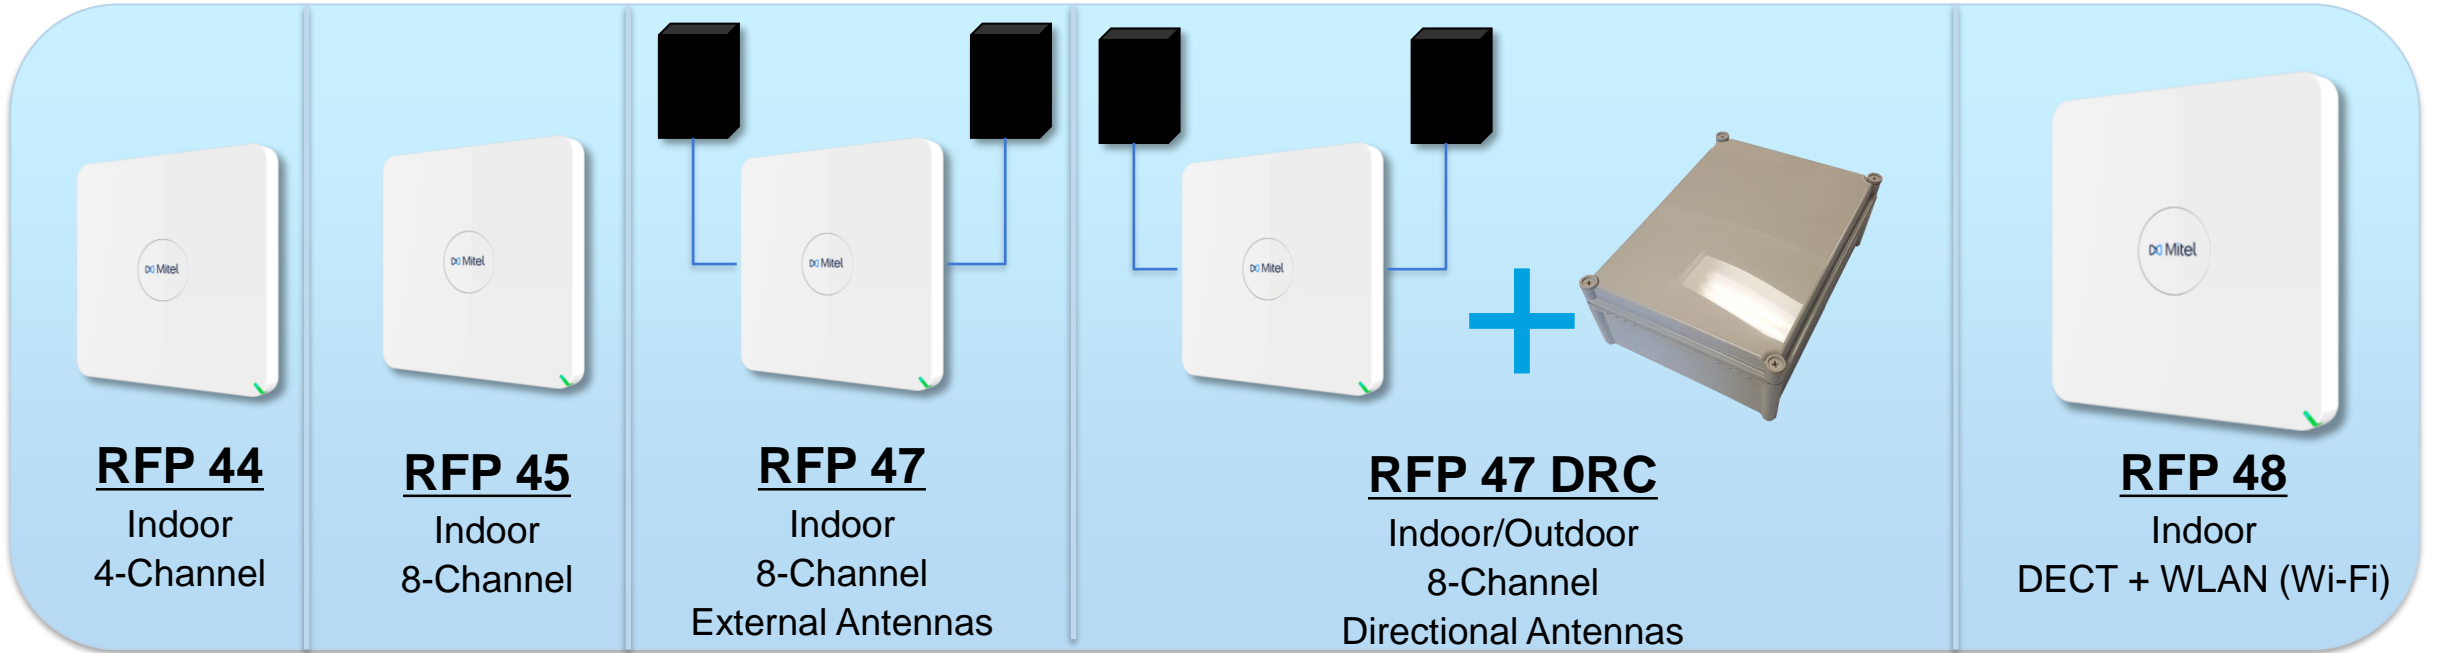 Mitel
Mitel
Mitel
Mitel
Mitel
RFP 44
Indoor
4-Channel
RFP 45
Indoor
8-Channel
RFP 47
Indoor
8-Channel
External Antennas
RFP 47 DRC
Indoor/Outdoor
8-Channel
Directional Antennas
RFP 48
Indoor
DECT + WLAN (Wi-Fi)